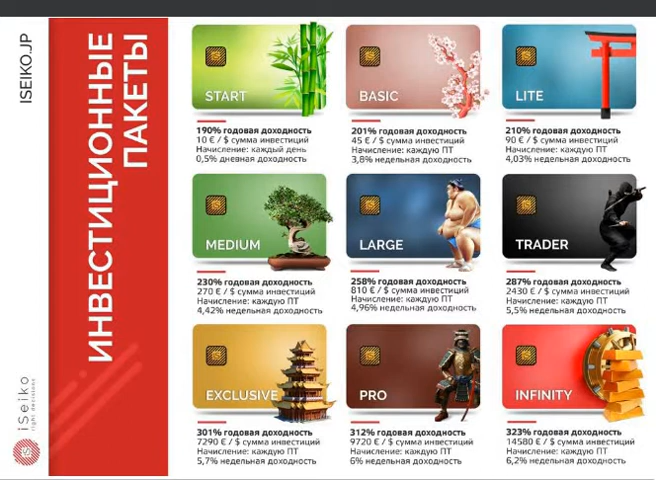 ISEIKO.JP
ИНВЕСТИЦИОННЫЕ
ПАКЕТЫ
iSeiko
right decisions
START
190% годовая доходность
10 € / $ сумма инвестиций
Начисление: каждый день
0,5% дневная доходность
BASIC
201% годовая доходность
45 € / $ сумма инвестиций
Начисление: каждую ПТ
3,8% недельная доходность
LITE
210% годовая доходность
90 € / $ сумма инвестиций
Начисление: каждую ПТ
4,03% недельная доходность
MEDIUM
230% годовая доходность
270 € / $ сумма инвестиций
Начисление: каждую ПТ
4,42% недельная доходность
LARGE
258% годовая доходность
810 € / $ сумма инвестиций
Начисление: каждую ПТ
4,96% недельная доходность
TRADER
287% годовая доходность
2430 € / $ сумма инвестиций
Начисление: каждую ПТ
5,5% недельная доходность
EXCLUSIVE
301% годовая доходность
7290 € / $ сумма инвестиций
Начисление: каждую ПТ
5,7% недельная доходность
PRO
312% годовая доходность
9720 € / $ сумма инвестиций
Начисление: каждую ПТ
6% недельная доходность
INFINITY
323% годовая доходность
14580 € / $ сумма инвестиций
Начисление: каждую ПТ
6,2% недельная доходность